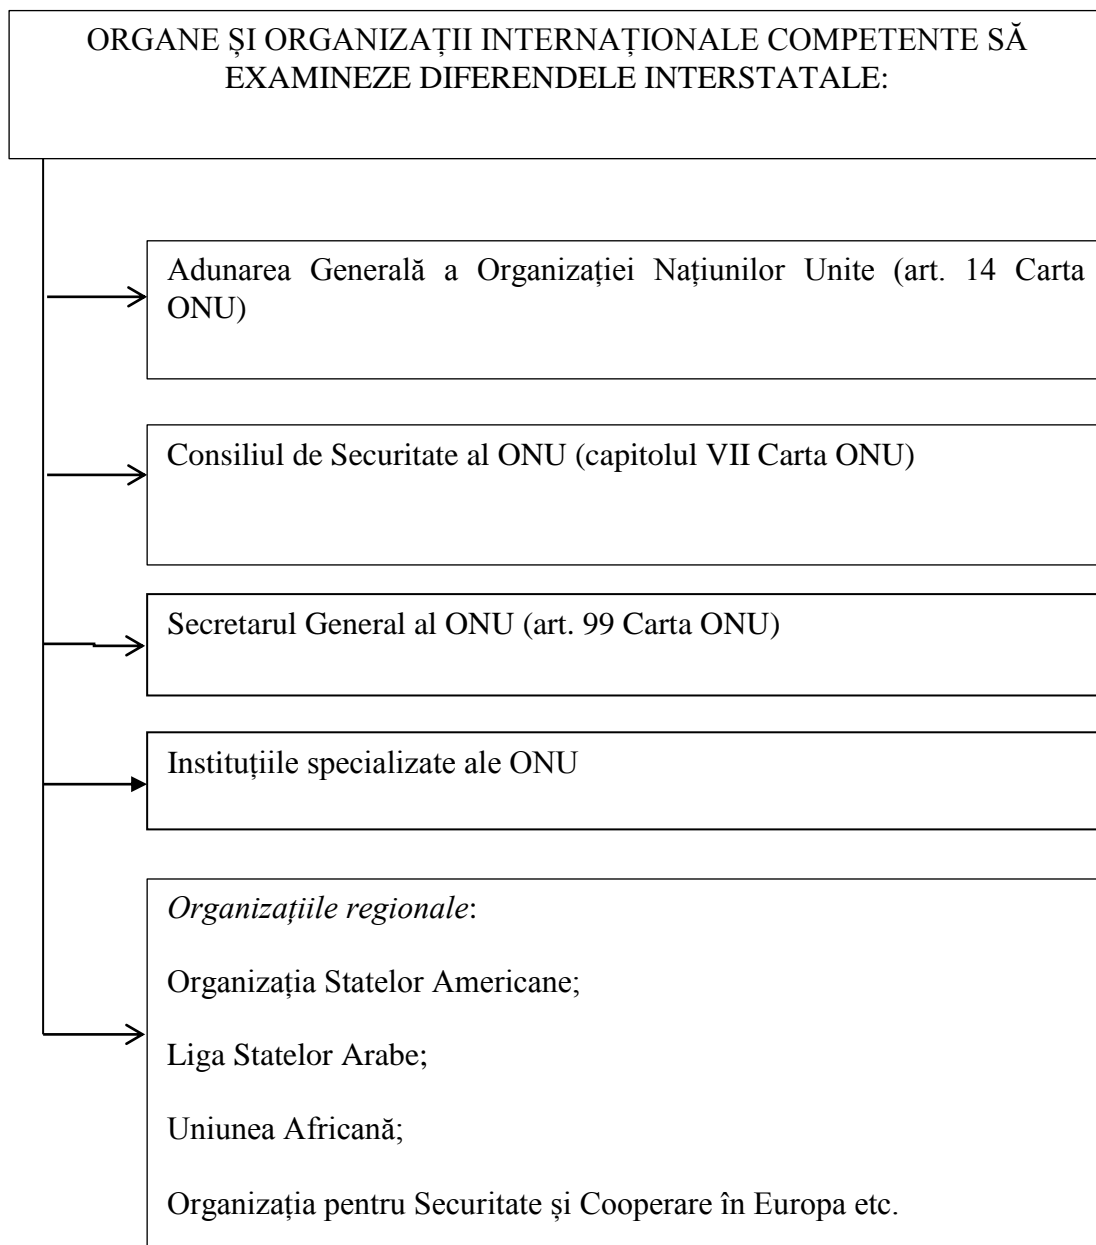 ORGANE ȘI ORGANIZAȚII INTERNAȚIONALE COMPETENTE SĂ
EXAMINEZE DIFERENDELE INTERSTATALE:
Adunarea Generală a Organizației Națiunilor Unite (art. 14 Carta
ONU)
Consiliul de Securitate al ONU (capitolul VII Carta ONU)
Secretarul General al ONU (art. 99 Carta ONU)
Instituțiile specializate ale ONU
Organizațiile regionale:
Organizația Statelor Americane;
Liga Statelor Arabe;
Uniunea Africană;
Organizația pentru Securitate și Cooperare în Europa etc.